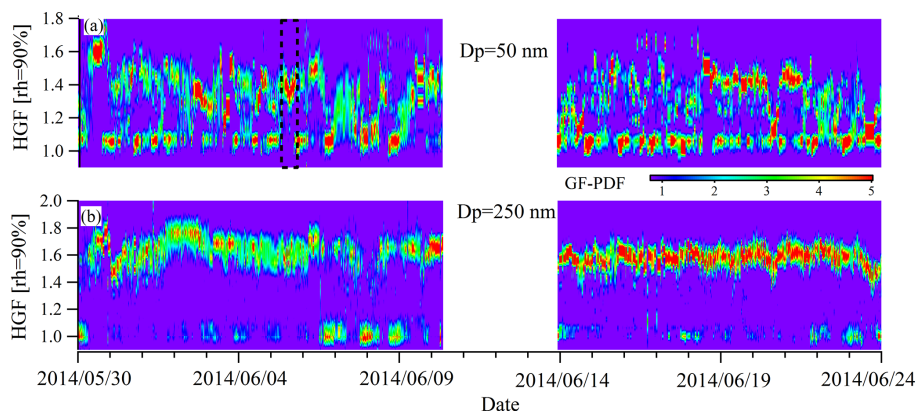 1.8
(a)
1.6
Dp=50 nm
1.4
1.2
1.0
HGF [rh=90%]
GF-PDF
1 2 3 4 5
2.0
(b)
Dp=250 nm
1.8
1.6
1.4
1.2
1.0
HGF [rh=90%]
2014/05/30 2014/06/04 2014/06/09 2014/06/14 2014/06/19 2014/06/24
Date